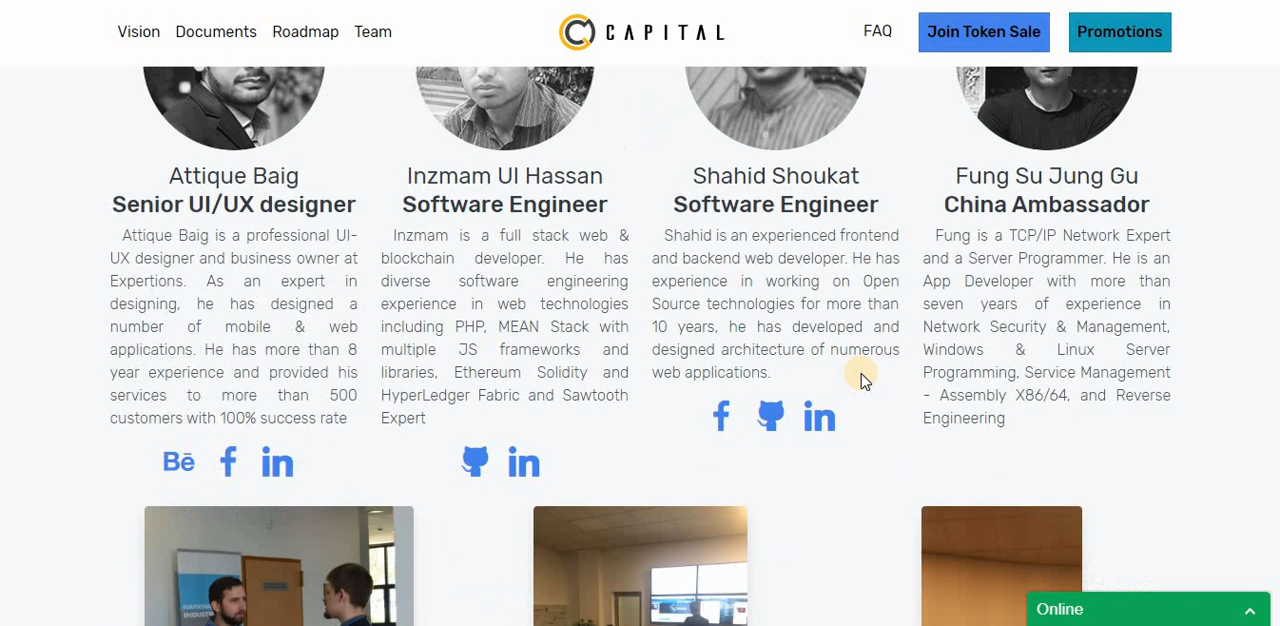 Vision Documents Roadmap Team
CAPITAL
FAQ
Join Token Sale
Promotions
Attique Baig
Senior UI/UX designer
Attique Baig is a professional UI-
UX designer and business owner at
Expertions. As an expert in
designing, he has designed a
number of mobile & web
applications. He has more than 8
year experience and provided his
services to more than 500
customers with 100% success rate
Bē
Inzmam Ul Hassan
Software Engineer
Inzmam is a full stack web &
blockchain developer. He has
diverse software engineering
experience in web technologies
including PHP, MEAN Stack with
multiple JS frameworks and
libraries, Ethereum Solidity and
HyperLedger Fabric and Sawtooth
Expert
Shahid Shoukat
Software Engineer
Shahid is an experienced frontend
and backend web developer. He has
experience in working on Open
Source technologies for more than
10 years, he has developed and
designed architecture of numerous
web applications.
Fung Su Jung Gu
China Ambassador
Fung is a TCP/IP Network Expert
and a Server Programmer. He is an
App Developer with more than
seven years of experience in
Network Security & Management,
Windows & Linux Server
Programming, Service Management
- Assembly X86/64, and Reverse
Engineering
Online